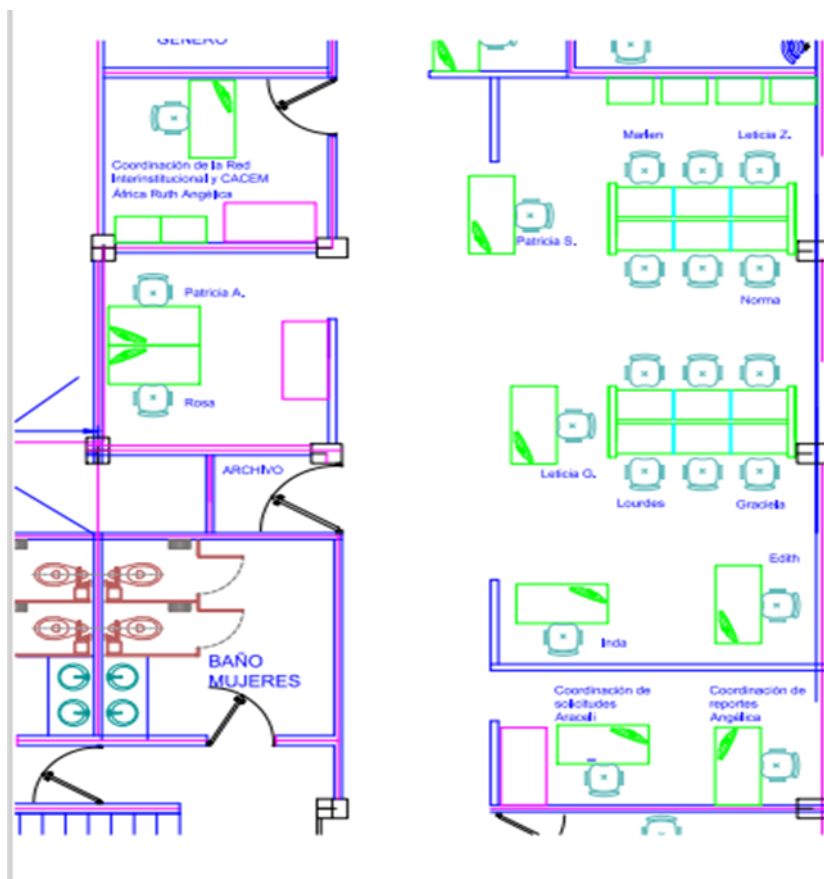 GENERO
Coordinación de la Red
Interinstitucional y CACEM
África Ruth Angélica
Patricia A.
Rosa
ARCHIVO
BAÑO
MUJERES
Marlen
Leticia Z.
Patricia S.
Norma
Leticia G.
Lourdes
Graciela
Edith
Inda
Coordinación de
solicitudes
Araceli
Coordinación de
reportes
Angélica